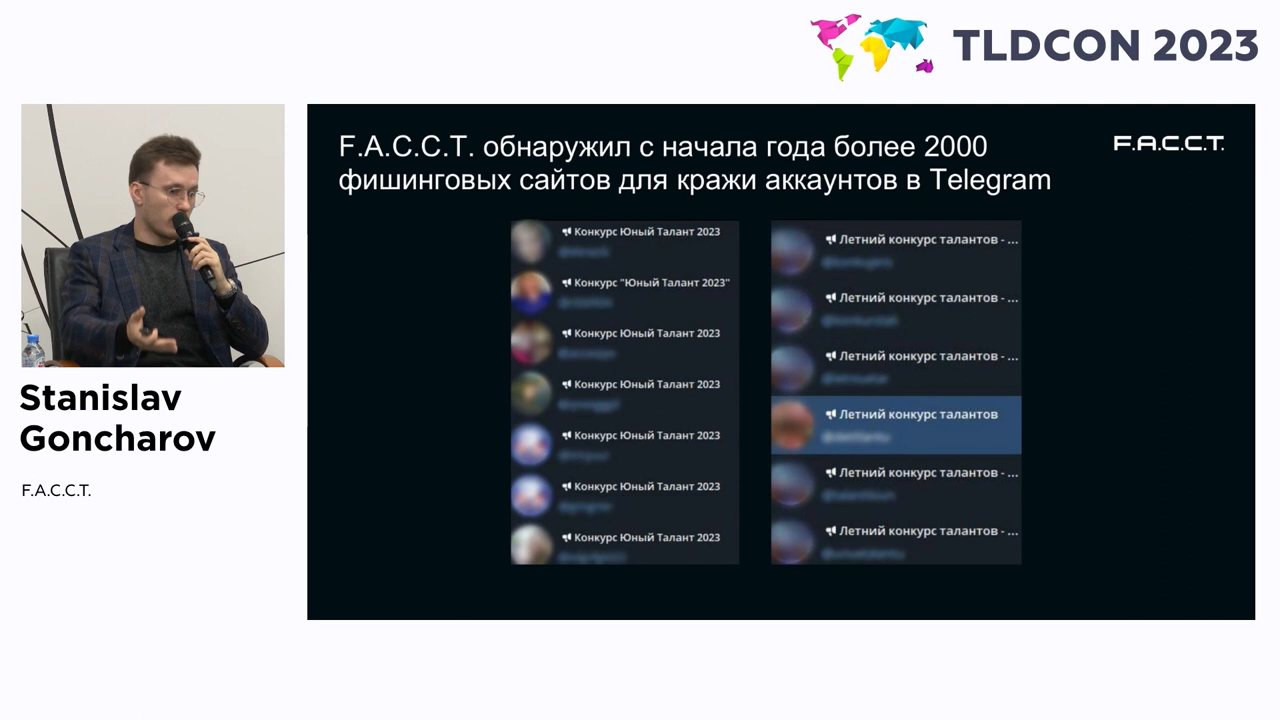 TLDCON 2023
F.A.C.C.T. обнаружил с начала года более 2000
фишинговых сайтов для кражи аккаунтов в Telegram
F.A.C.C.T.
Конкурс Юный Талант 2023
Конкурс "Юный Талант 2023"
Конкурс Юный Талант 2023
Конкурс Юный Талант 2023
Конкурс Юный Талант 2023
Конкурс Юный Талант 2023
Конкурс Юный Талант 2023
Летний конкурс талантов - ...
Летний конкурс талантов - ...
Летний конкурс талантов - ...
Летний конкурс талантов
Летний конкурс талантов - ...
Летний конкурс талантов - ...
Stanislav
Goncharov
F.A.C.C.T.